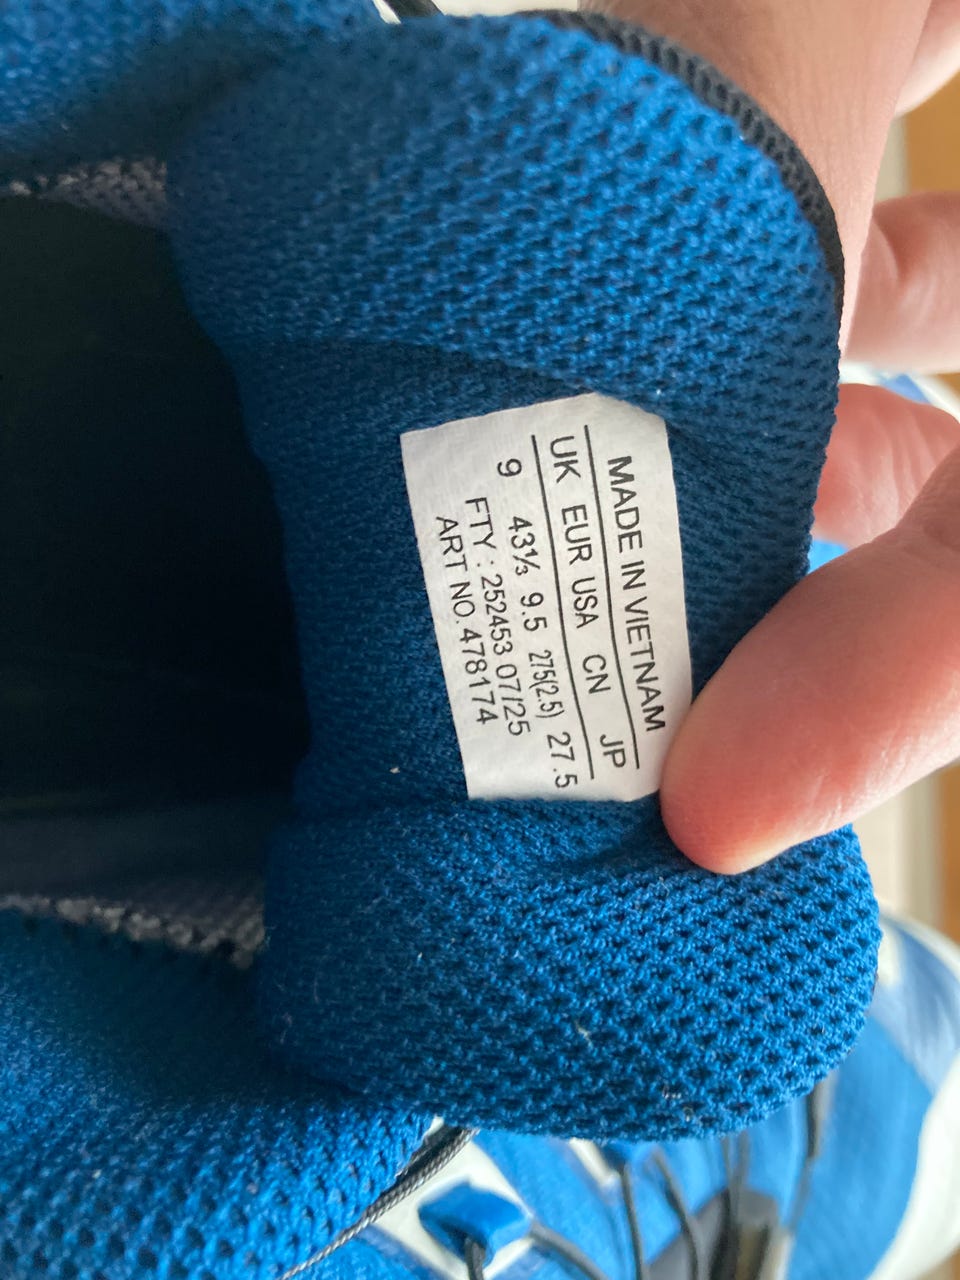 MADE IN VIETNAM
UK EUR USA CN JP
9 43⅓ 9.5 275(2.5) 27.5
FTY : 252453 07/25
ART NO. 478174